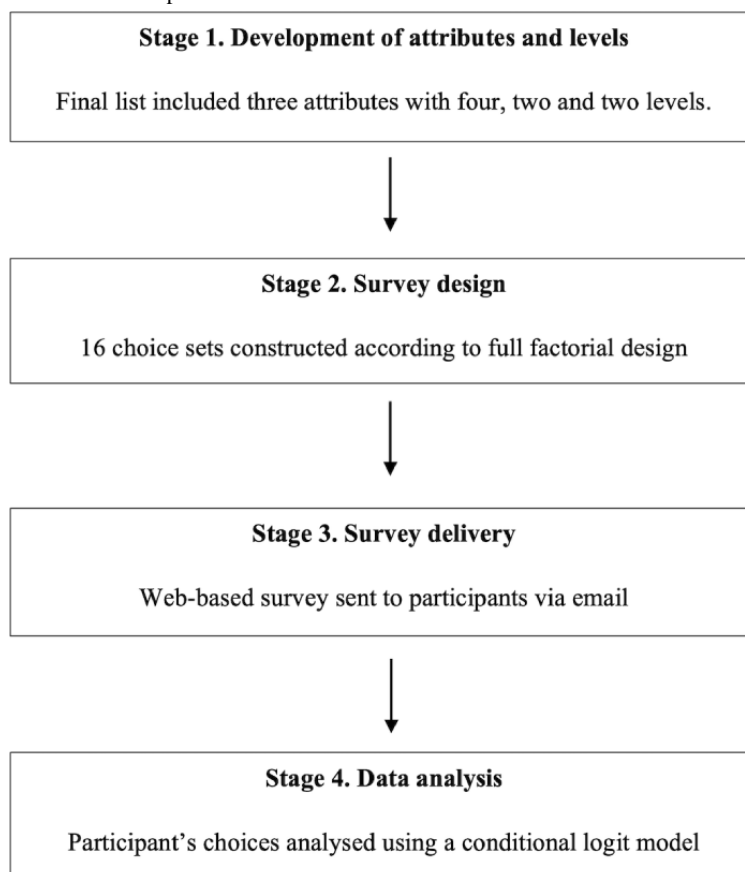 Stage 1. Development of attributes and levels
Final list included three attributes with four, two and two levels.
Stage 2. Survey design
16 choice sets constructed according to full factorial design
Stage 3. Survey delivery
Web-based survey sent to participants via email
Stage 4. Data analysis
Participant's choices analysed using a conditional logit model